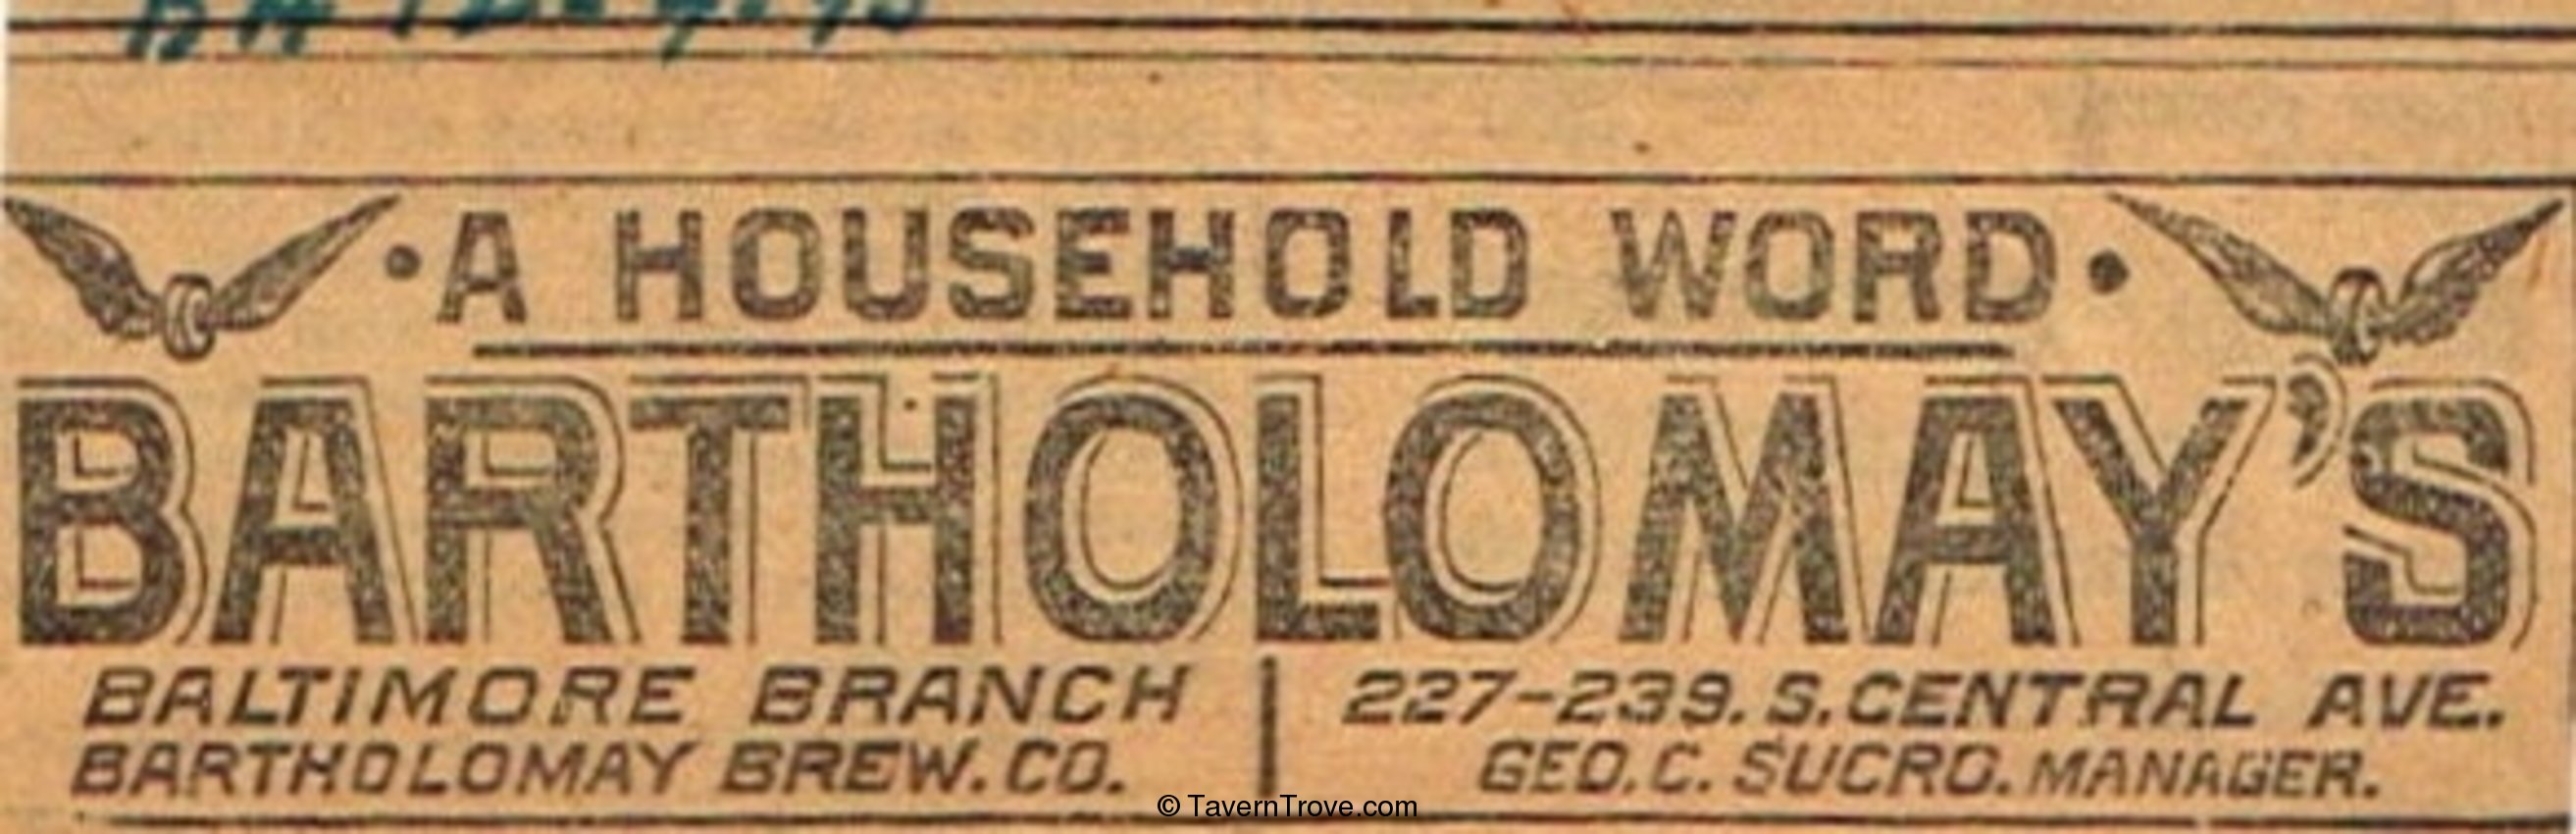 ·A HOUSEHOLD WORD·
BARTHOLOMAY'S
BALTIMORE BRANCH
BARTHOLOMAY BREW. CO.
227-239. S. CENTRAL AVE.
GEO. C. SUCRO. MANAGER.
© TavernTrove.com